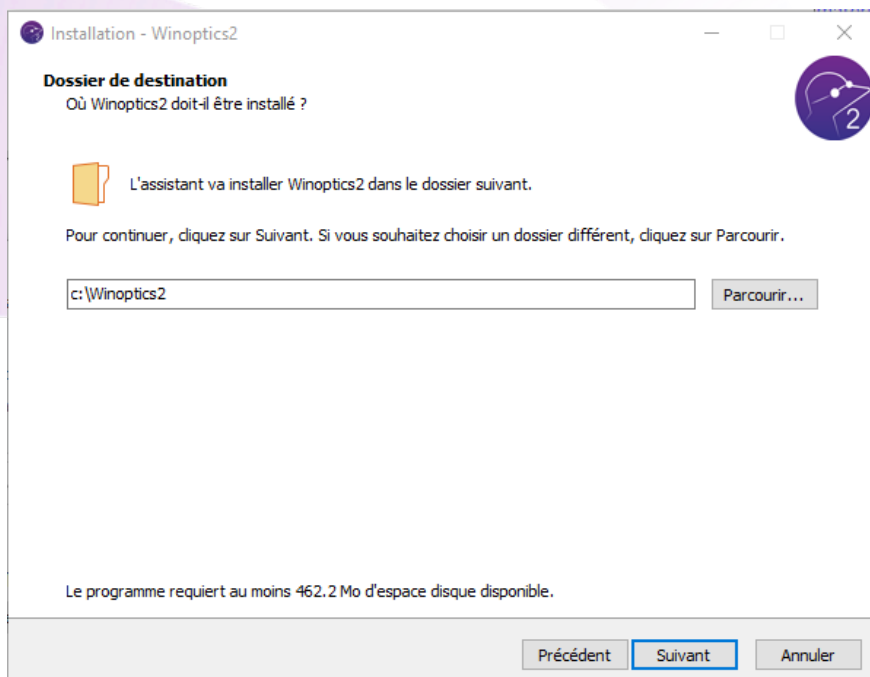 Installation - Winoptics2
Dossier de destination
Où Winoptics2 doit-il être installé ?
2
L'assistant va installer Winoptics2 dans le dossier suivant.
Pour continuer, cliquez sur Suivant. Si vous souhaitez choisir un dossier différent, cliquez sur Parcourir.
c:\Winoptics2
Parcourir...
Le programme requiert au moins 462.2 Mo d'espace disque disponible.
Précédent
Suivant
Annuler